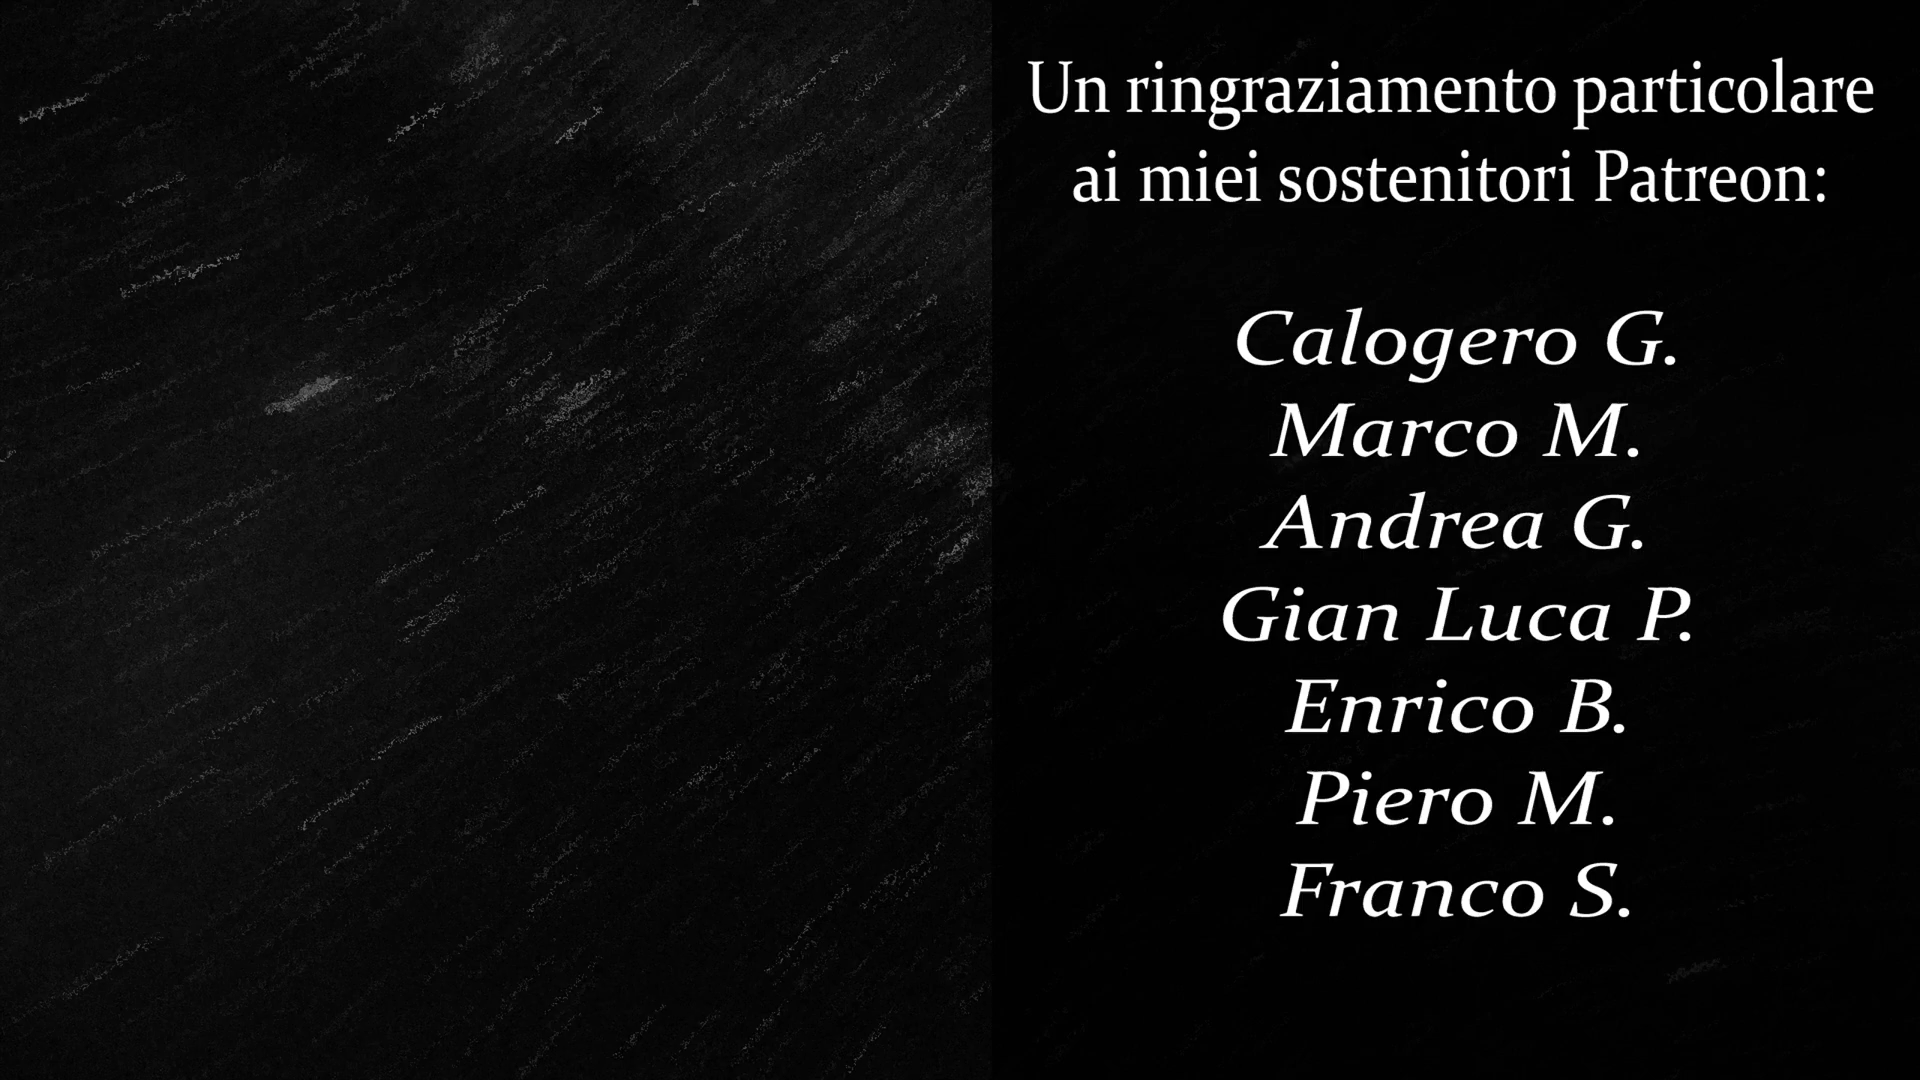 Un ringraziamento particolare
ai miei sostenitori Patreon:
Calogero G.
Marco M.
Andrea G.
Gian Luca P.
Enrico B.
Piero M.
Franco S.